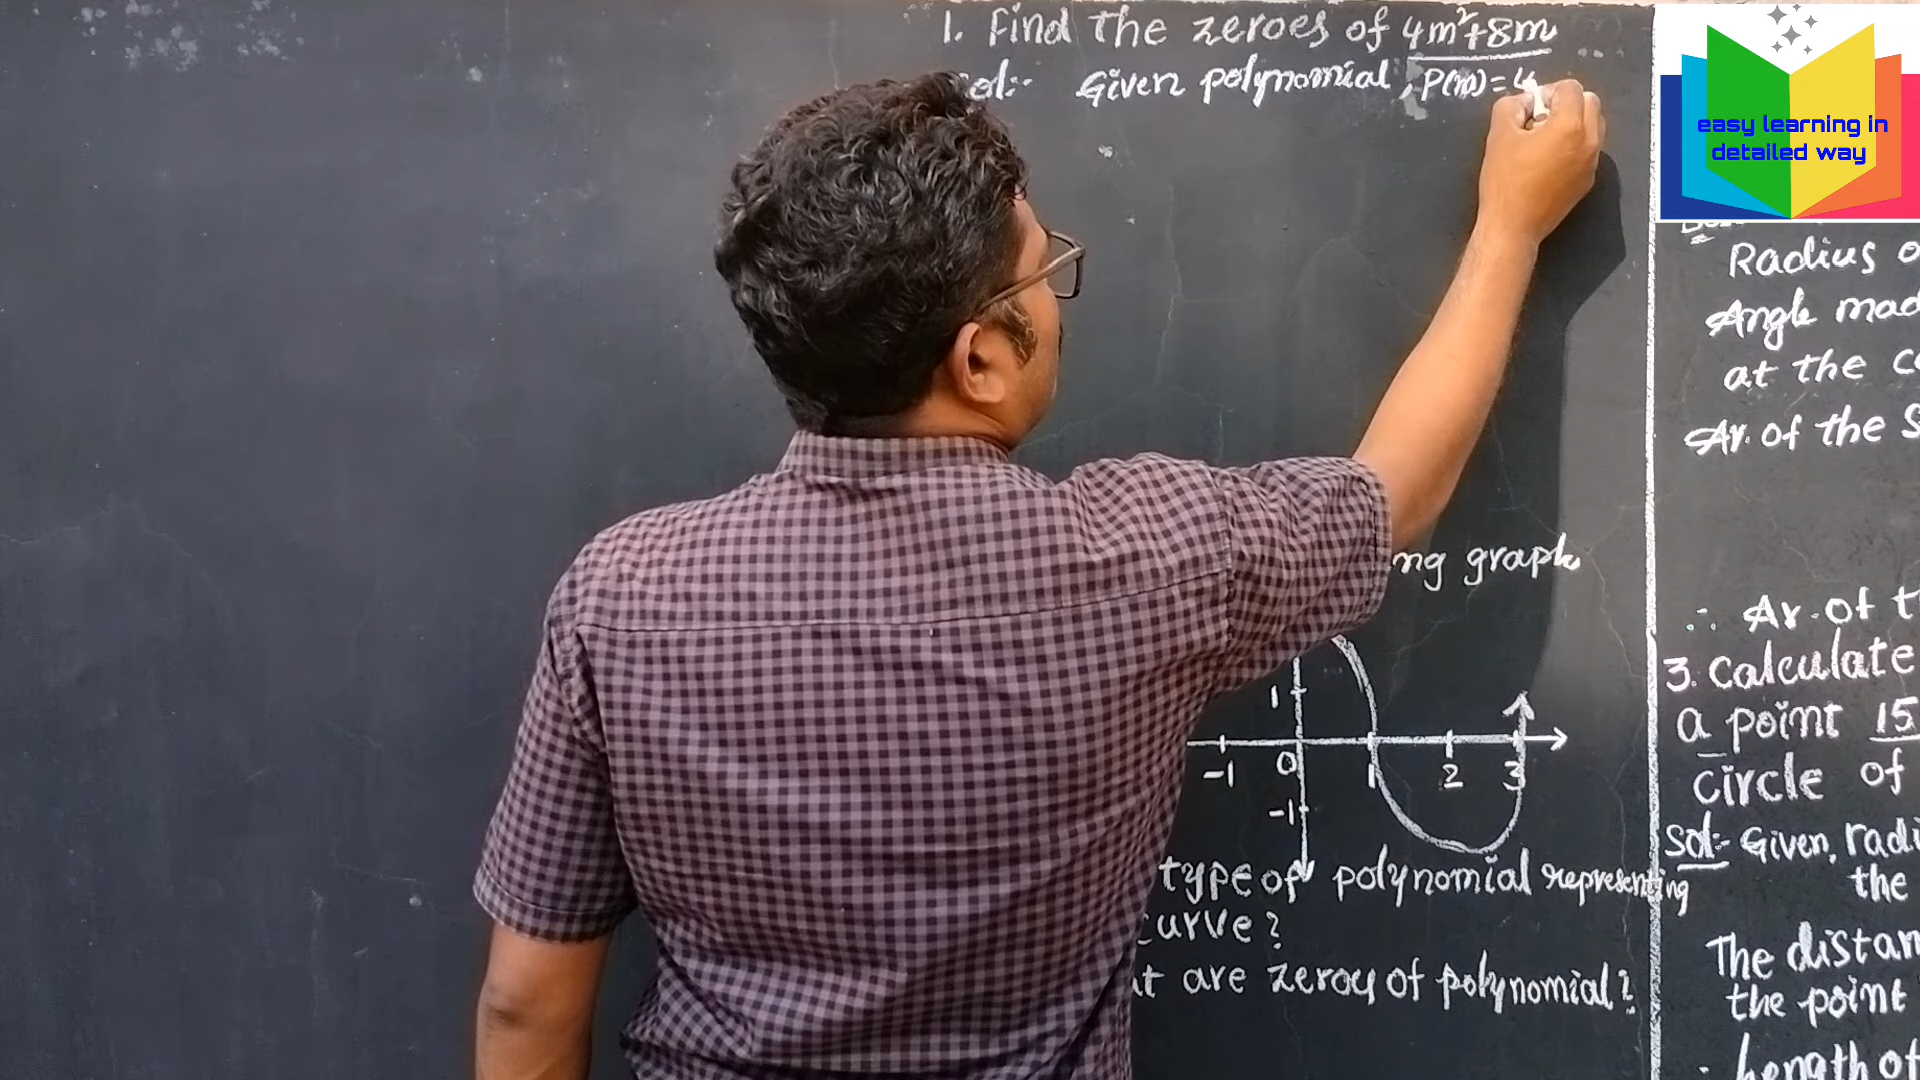 1. Find the zeroes of 4m²+8m
Sol:- Given polynomial, P(m) = 4
ng graph
1
-1 0 1 2 3
-1
type of polynomial representing
curve?
are zeroes of polynomial?
easy learning in
detailed way
Radius
Angle
at the
Ar. of the
∴ Ar. of
3. Calculate
a point 15
circle of
Sol:- Given,
the
The
the point
Length of